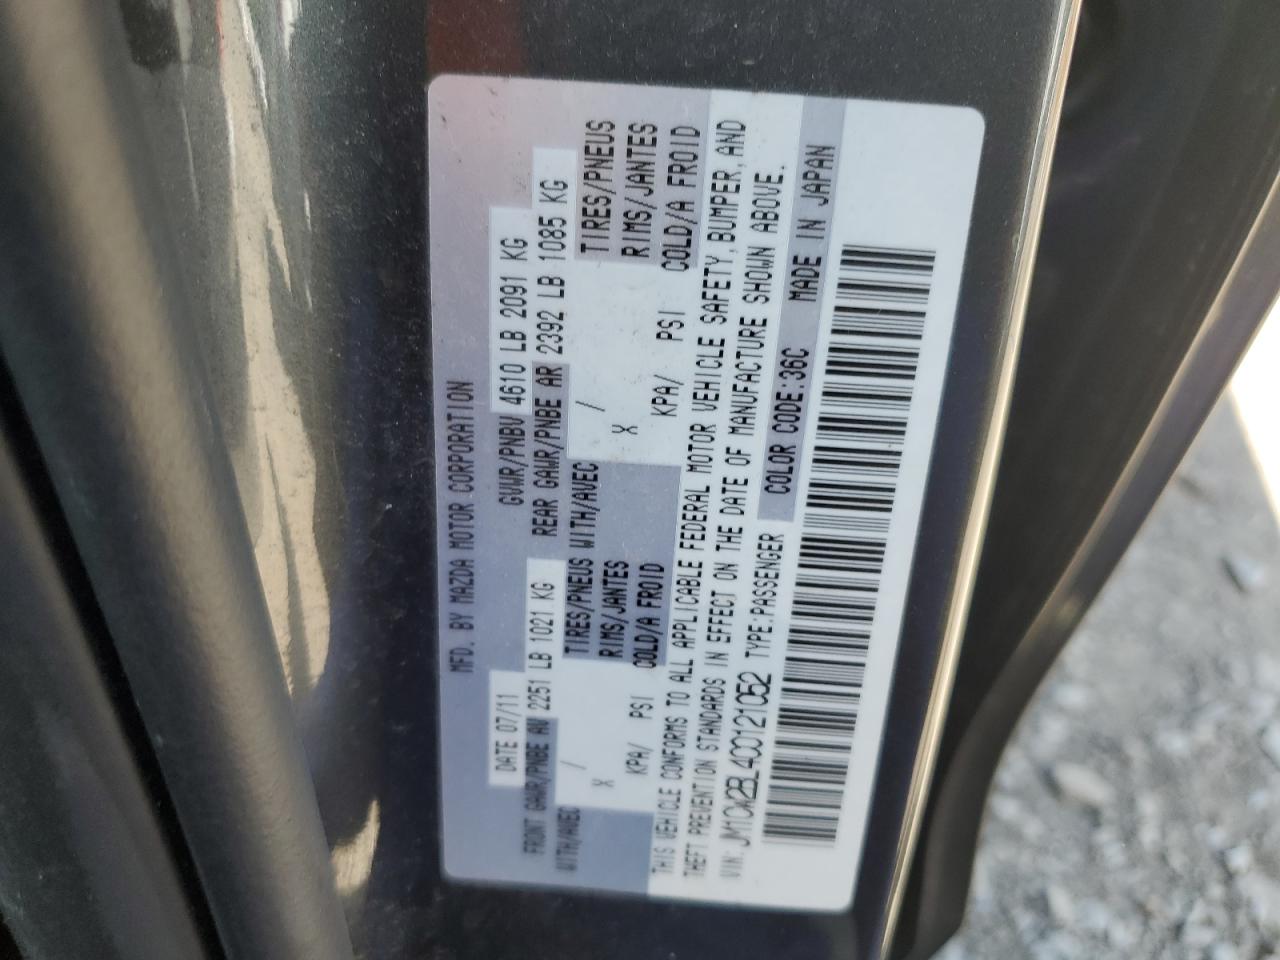 MFD. BY MAZDA MOTOR CORPORATION
DATE 07/11 GVWR/PNBV 4610 LB 2091 KG
FRONT GAWR/PNBE AV 2251 LB 1021 KG REAR GAWR/PNBE AR 2392 LB 1085 KG
WITH/AVEC / TIRES/PNEUS WITH/AVEC / TIRES/PNEUS
X RIMS/JANTES X RIMS/JANTES
KPA/ PSI COLD/A FROID KPA/ PSI COLD/A FROID
THIS VEHICLE CONFORMS TO ALL APPLICABLE FEDERAL MOTOR VEHICLE SAFETY, BUMPER, AND
THEFT PREVENTION STANDARDS IN EFFECT ON THE DATE OF MANUFACTURE SHOWN ABOVE.
VIN: JM1CW2BL4C0121052 TYPE:PASSENGER COLOR CODE:36C MADE IN JAPAN